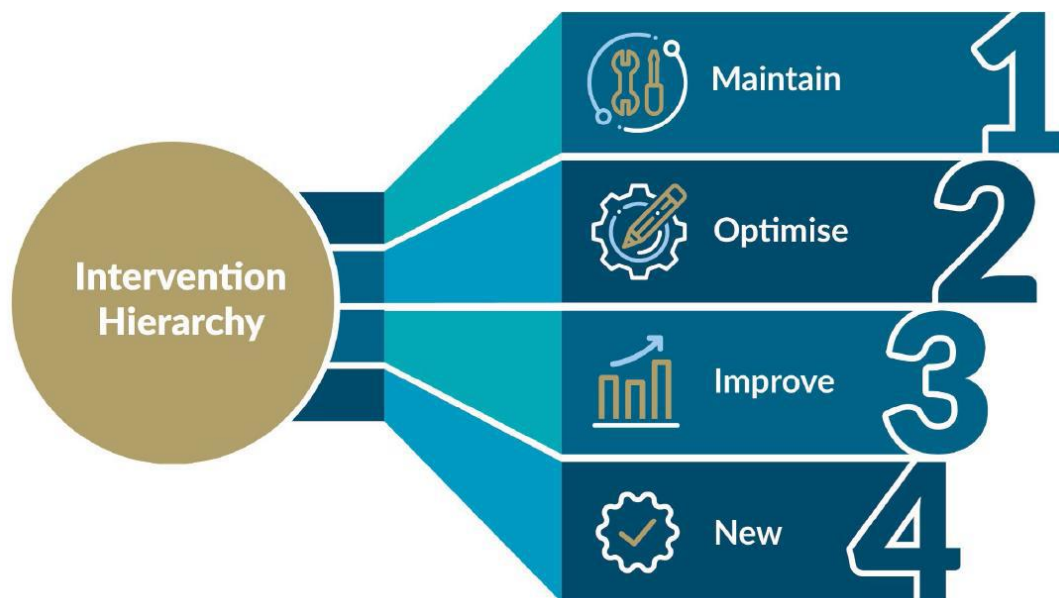 Intervention
Hierarchy
Maintain 1
Optimise 2
Improve 3
New 4